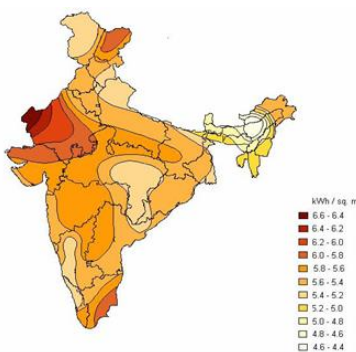 kWh / sq. m
6.6 - 6.4
6.4 - 6.2
6.2 - 6.0
6.0 - 5.8
5.8 - 5.6
5.6 - 5.4
5.4 - 5.2
5.2 - 5.0
5.0 - 4.8
4.8 - 4.6
4.6 - 4.4